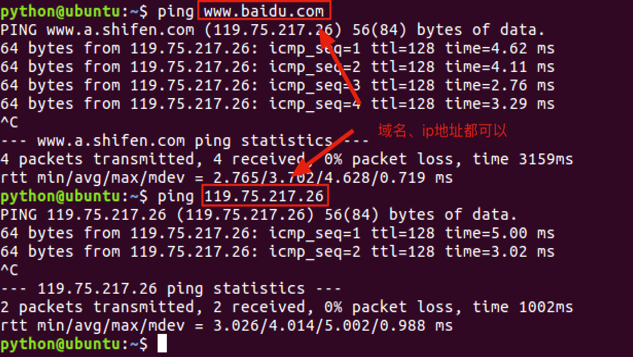 python@ubuntu:~$ ping www.baidu.com
PING www.a.shifen.com (119.75.217.26) 56(84) bytes of data.
64 bytes from 119.75.217.26: icmp_seq=1 ttl=128 time=4.62 ms
64 bytes from 119.75.217.26: icmp_seq=2 ttl=128 time=4.11 ms
64 bytes from 119.75.217.26: icmp_seq=3 ttl=128 time=2.76 ms
64 bytes from 119.75.217.26: icmp_seq=4 ttl=128 time=3.29 ms
^C
域名、ip地址都可以
--- www.a.shifen.com ping statistics ---
4 packets transmitted, 4 received, 0% packet loss, time 3159ms
rtt min/avg/max/mdev = 2.765/3.702/4.628/0.719 ms
python@ubuntu:~$ ping 119.75.217.26
PING 119.75.217.26 (119.75.217.26) 56(84) bytes of data.
64 bytes from 119.75.217.26: icmp_seq=1 ttl=128 time=5.00 ms
64 bytes from 119.75.217.26: icmp_seq=2 ttl=128 time=3.02 ms
^C
--- 119.75.217.26 ping statistics ---
2 packets transmitted, 2 received, 0% packet loss, time 1002ms
rtt min/avg/max/mdev = 3.026/4.014/5.002/0.988 ms
python@ubuntu:~$